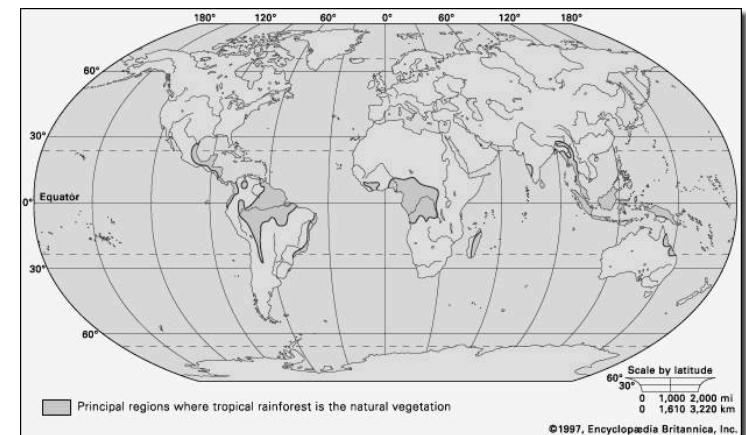 180° 120° 60° 0° 60° 120° 180°
60°
30°
Equator
0°
30°
60°
Scale by latitude
60°
30°
0 1,000 2,000 mi
0 1,610 3,220 km
Principal regions where tropical rainforest is the natural vegetation
©1997, Encyclopædia Britannica, Inc.